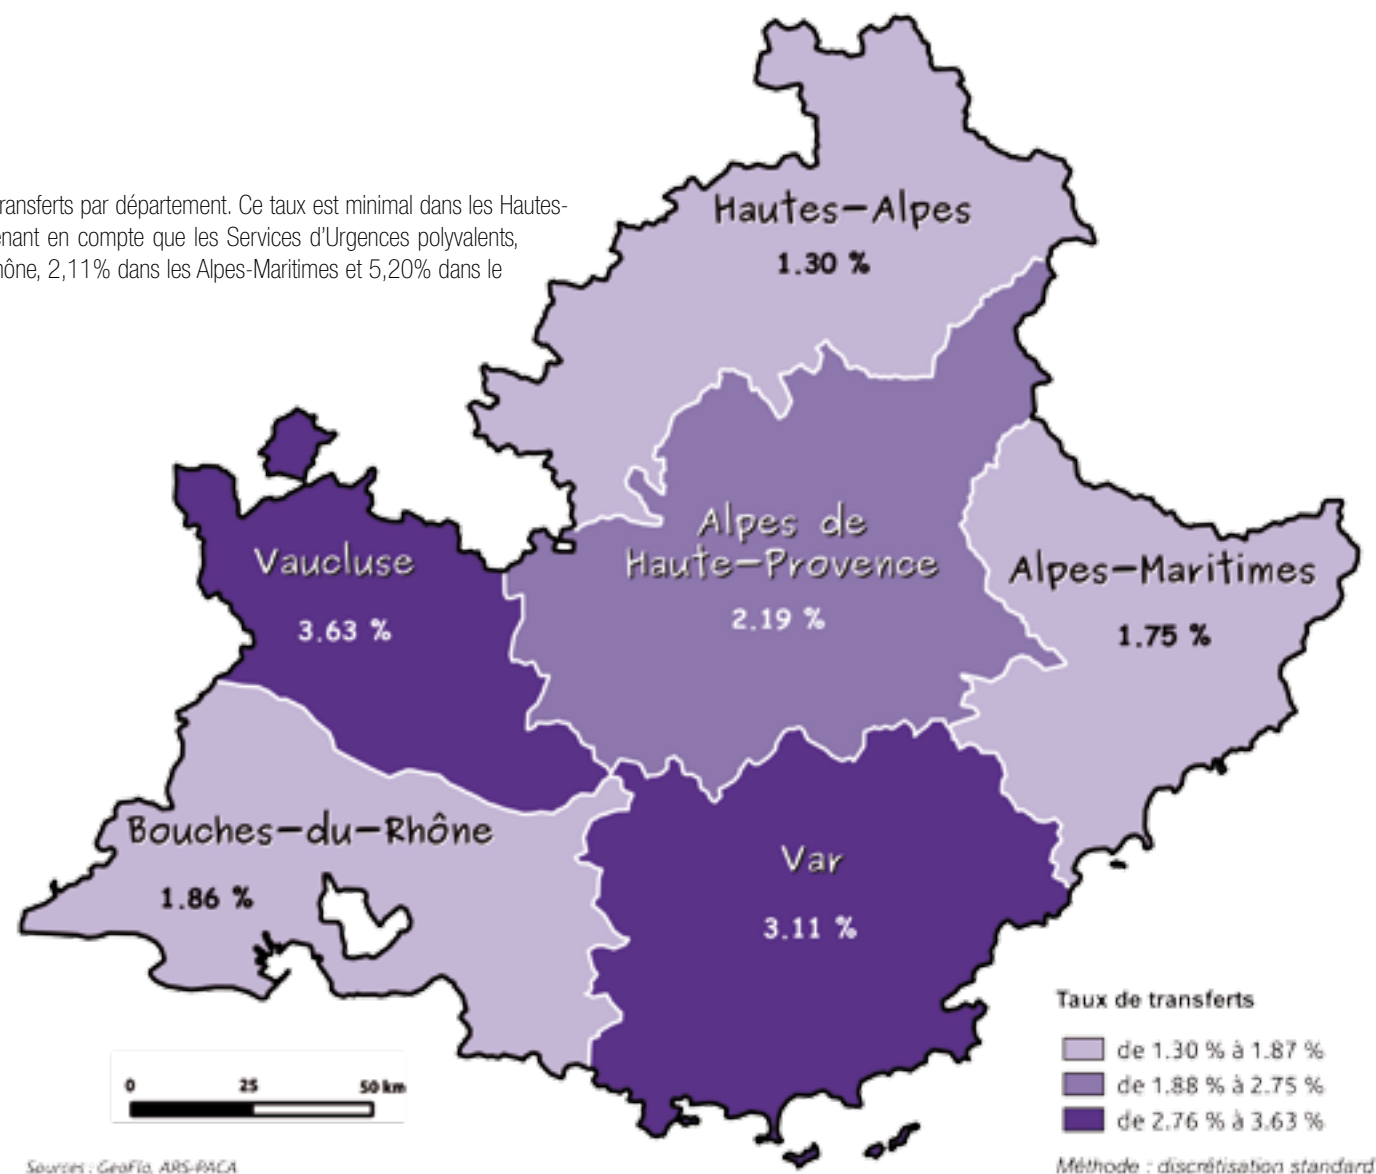 ransferts par département. Ce taux est minimal dans les Hautes-
enant en compte que les Services d'Urgences polyvalents,
hône, 2,11% dans les Alpes-Maritimes et 5,20% dans le
Hautes-Alpes
1.30 %
Alpes de
Haute-Provence
2.19 %
Vaucluse
3.63 %
Alpes-Maritimes
1.75 %
Bouches-du-Rhône
1.86 %
Var
3.11 %
Taux de transferts
de 1.30 % à 1.87 %
de 1.88 % à 2.75 %
de 2.76 % à 3.63 %
0 25 50 km
Sources : GeoFla, ARS-PACA
Méthode : discrétisation standard